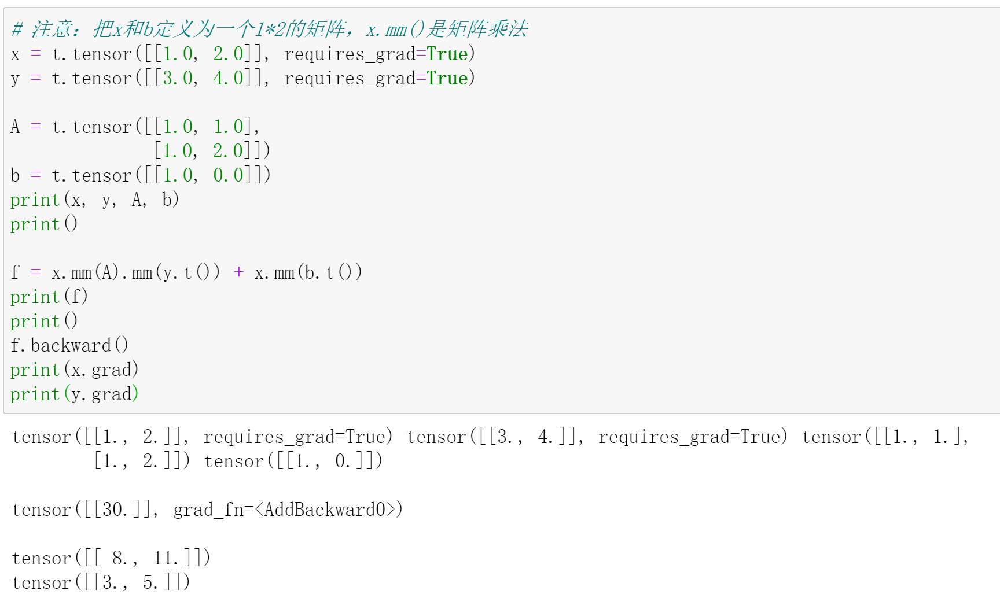 # 注意：把x和b定义为一个1*2的矩阵，x.mm()是矩阵乘法
x = t.tensor([[1.0, 2.0]], requires_grad=True)
y = t.tensor([[3.0, 4.0]], requires_grad=True)

A = t.tensor([[1.0, 1.0],
              [1.0, 2.0]])
b = t.tensor([[1.0, 0.0]])
print(x, y, A, b)
print()

f = x.mm(A).mm(y.t()) + x.mm(b.t())
print(f)
print()
f.backward()
print(x.grad)
print(y.grad)

tensor([[1., 2.]], requires_grad=True) tensor([[3., 4.]], requires_grad=True) tensor([[1., 1.],
        [1., 2.]]) tensor([[1., 0.]])

tensor([[30.]], grad_fn=<AddBackward0>)

tensor([[ 8., 11.]])
tensor([[3., 5.]])